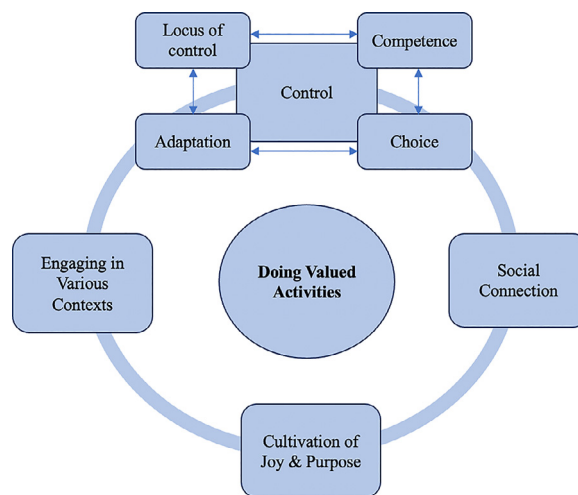 Locus of
control
Competence
Control
Adaptation
Choice
Engaging in
Various
Contexts
Doing Valued
Activities
Social
Connection
Cultivation of
Joy & Purpose